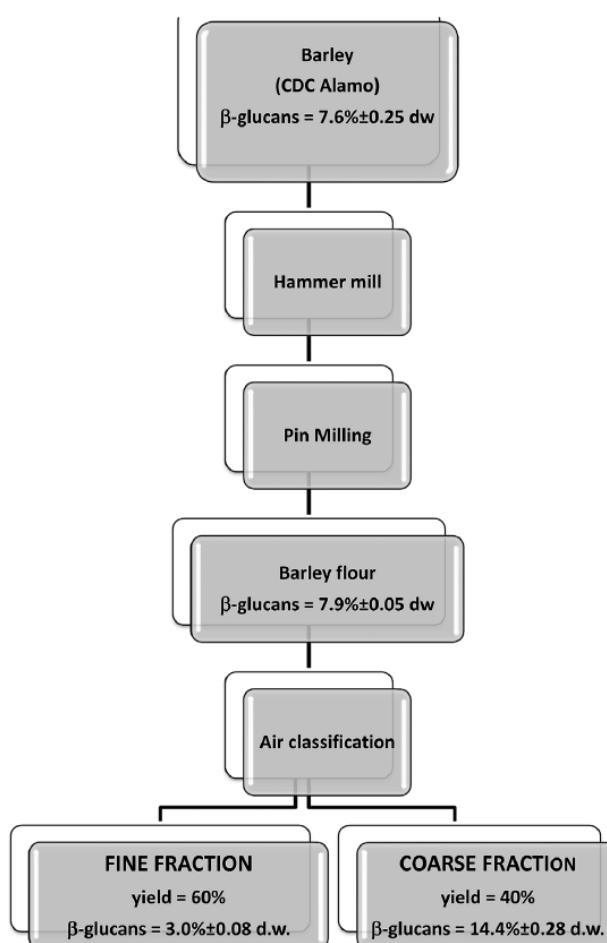 Barley
(CDC Alamo)
β-glucans = 7.6%±0.25 dw
Hammer mill
Pin Milling
Barley flour
β-glucans = 7.9%±0.05 dw
Air classification
FINE FRACTION
yield = 60%
β-glucans = 3.0%±0.08 d.w.
COARSE FRACTION
yield = 40%
β-glucans = 14.4%±0.28 d.w.